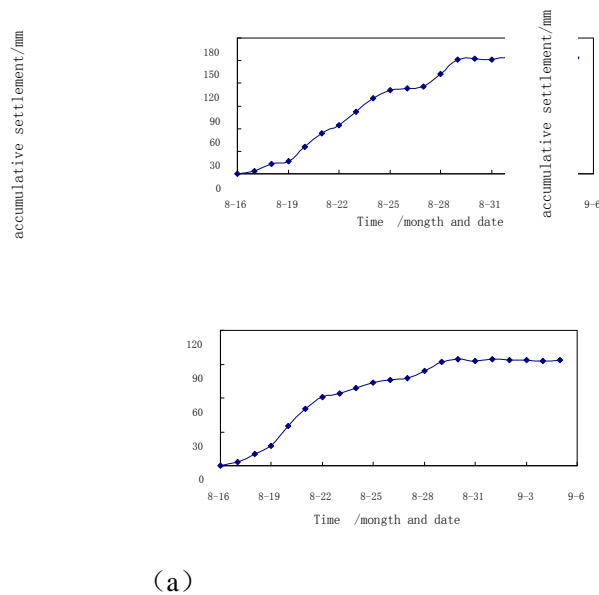 accumulative settlement/mm
accumulative settlement/mm
180
150
120
90
60
30
0
8-16 8-19 8-22 8-25 8-28 8-31 9-6
Time /mongth and date
120
90
60
30
0
8-16 8-19 8-22 8-25 8-28 8-31 9-3 9-6
Time /mongth and date
(a)